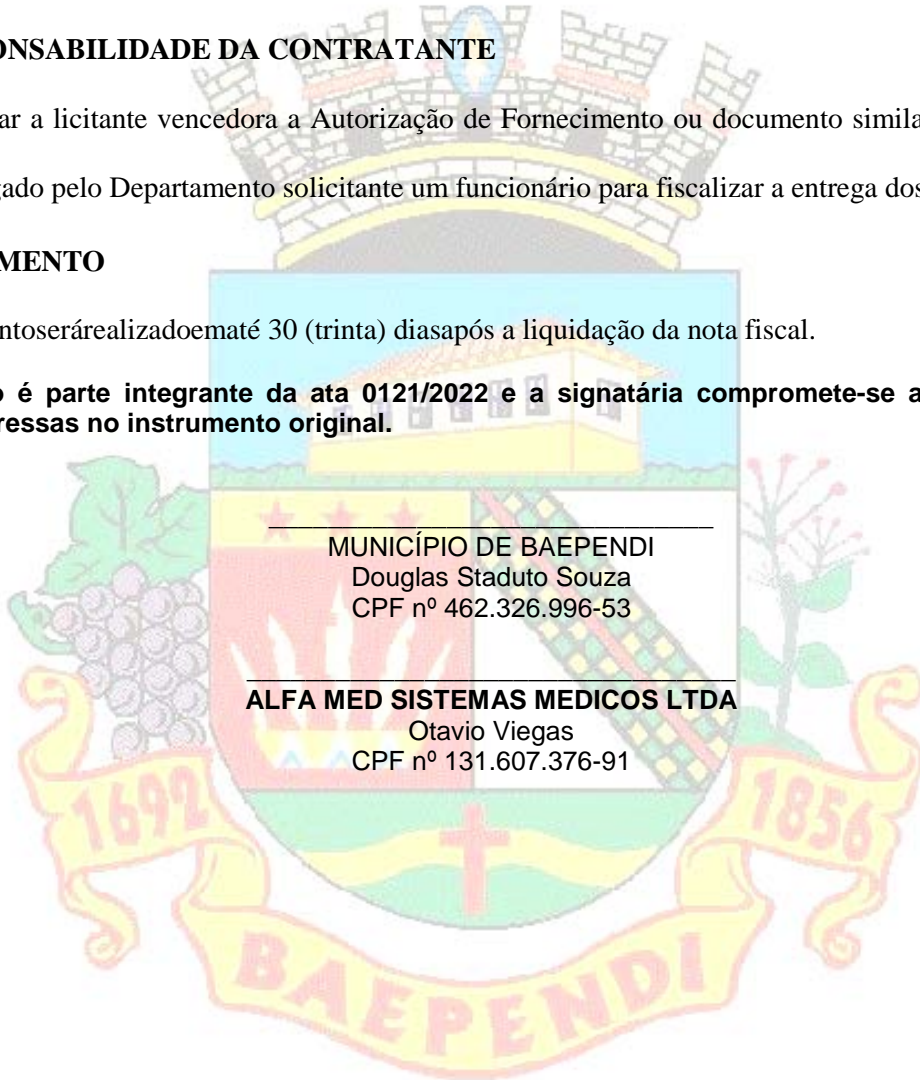 ONSABILIDADE DA CONTRATANTE
ar a licitante vencedora a Autorização de Fornecimento ou documento simila
gado pelo Departamento solicitante um funcionário para fiscalizar a entrega dos
MENTO
ntoserárealizadoematé 30 (trinta) diasapós a liquidação da nota fiscal.
o é parte integrante da ata 0121/2022 e a signatária compromete-se a
ressas no instrumento original.
MUNICÍPIO DE BAEPENDI
Douglas Staduto Souza
CPF nº 462.326.996-53
ALFA MED SISTEMAS MEDICOS LTDA
Otavio Viegas
CPF nº 131.607.376-91
1692
1856
BAEPENDI